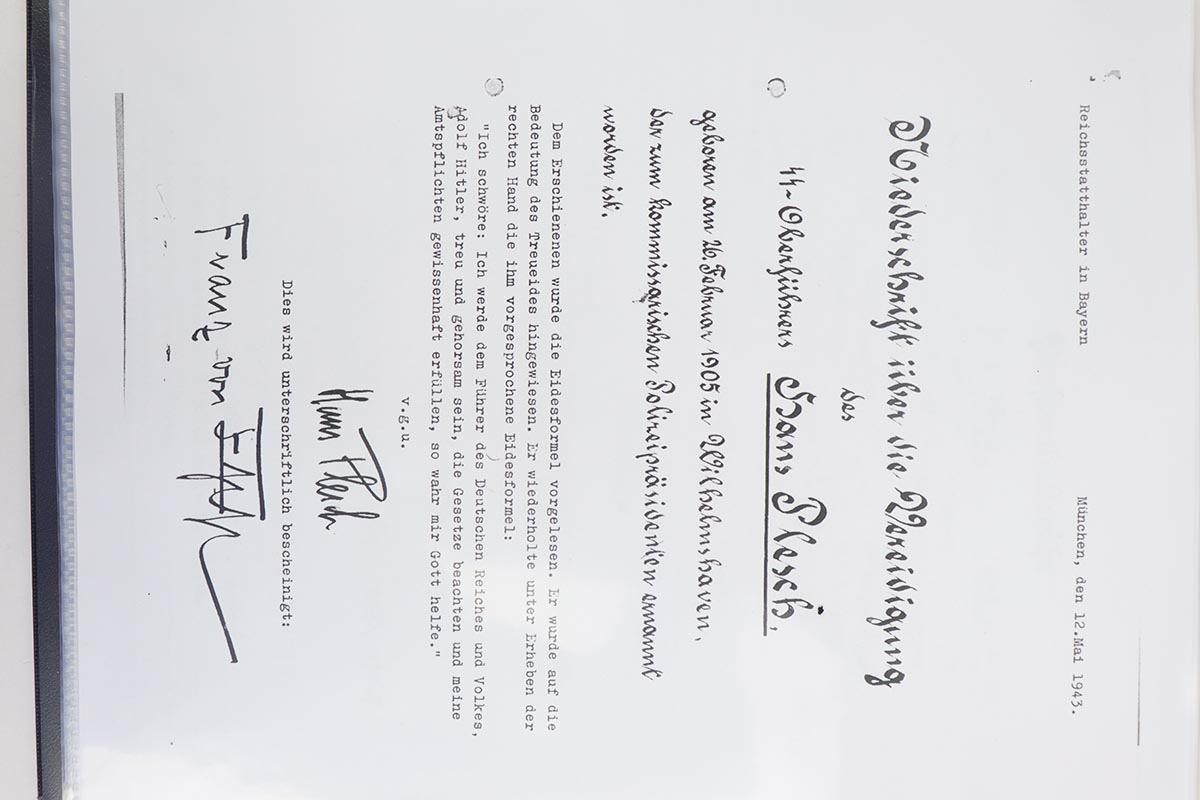 Reichsstatthalter in Bayern
München, den 12.Mai 1943.
Niederschrift über die Vereidigung
des
SS-Oberführers Hans Plesch,
geboren am 26. Februar 1905 in Wilhelmshaven,
der zum kommissarischen Polizeipräsidenten ernannt
worden ist.
Dem Erschienenen wurde die Eidesformel vorgelesen. Er wurde auf die
Bedeutung des Treueides hingewiesen. Er wiederholte unter Erheben der
rechten Hand die ihm vorgesprochene Eidesformel:
"Ich schwöre: Ich werde dem Führer des Deutschen Reiches und Volkes,
Adolf Hitler, treu und gehorsam sein, die Gesetze beachten und meine
Amtspflichten gewissenhaft erfüllen, so wahr mir Gott helfe."
v.g.u.
Hans Plesch
Dies wird unterschriftlich bescheinigt:
Franz von Epp